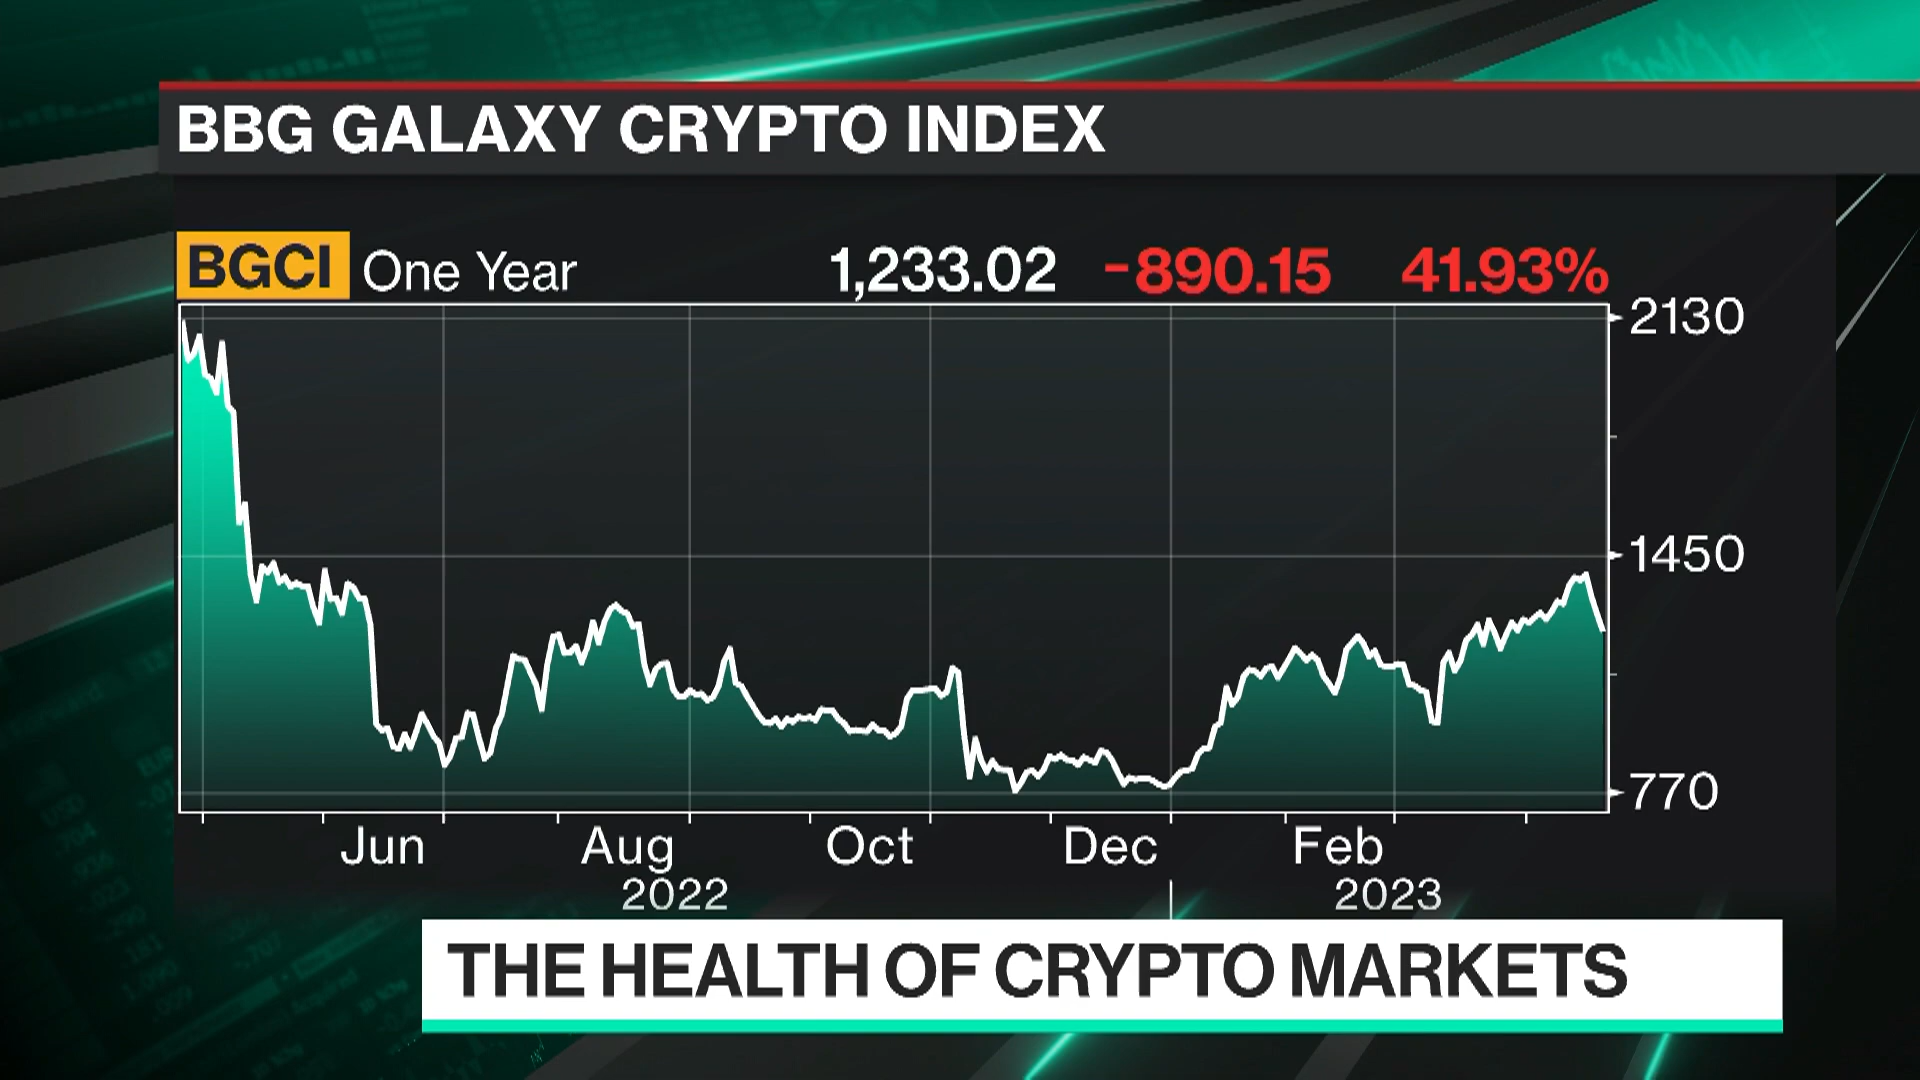 BBG GALAXY CRYPTO INDEX
BGCI One Year 1,233.02 -890.15 41.93%
2130
1450
770
Jun Aug Oct Dec Feb
2022 2023
THE HEALTH OF CRYPTO MARKETS